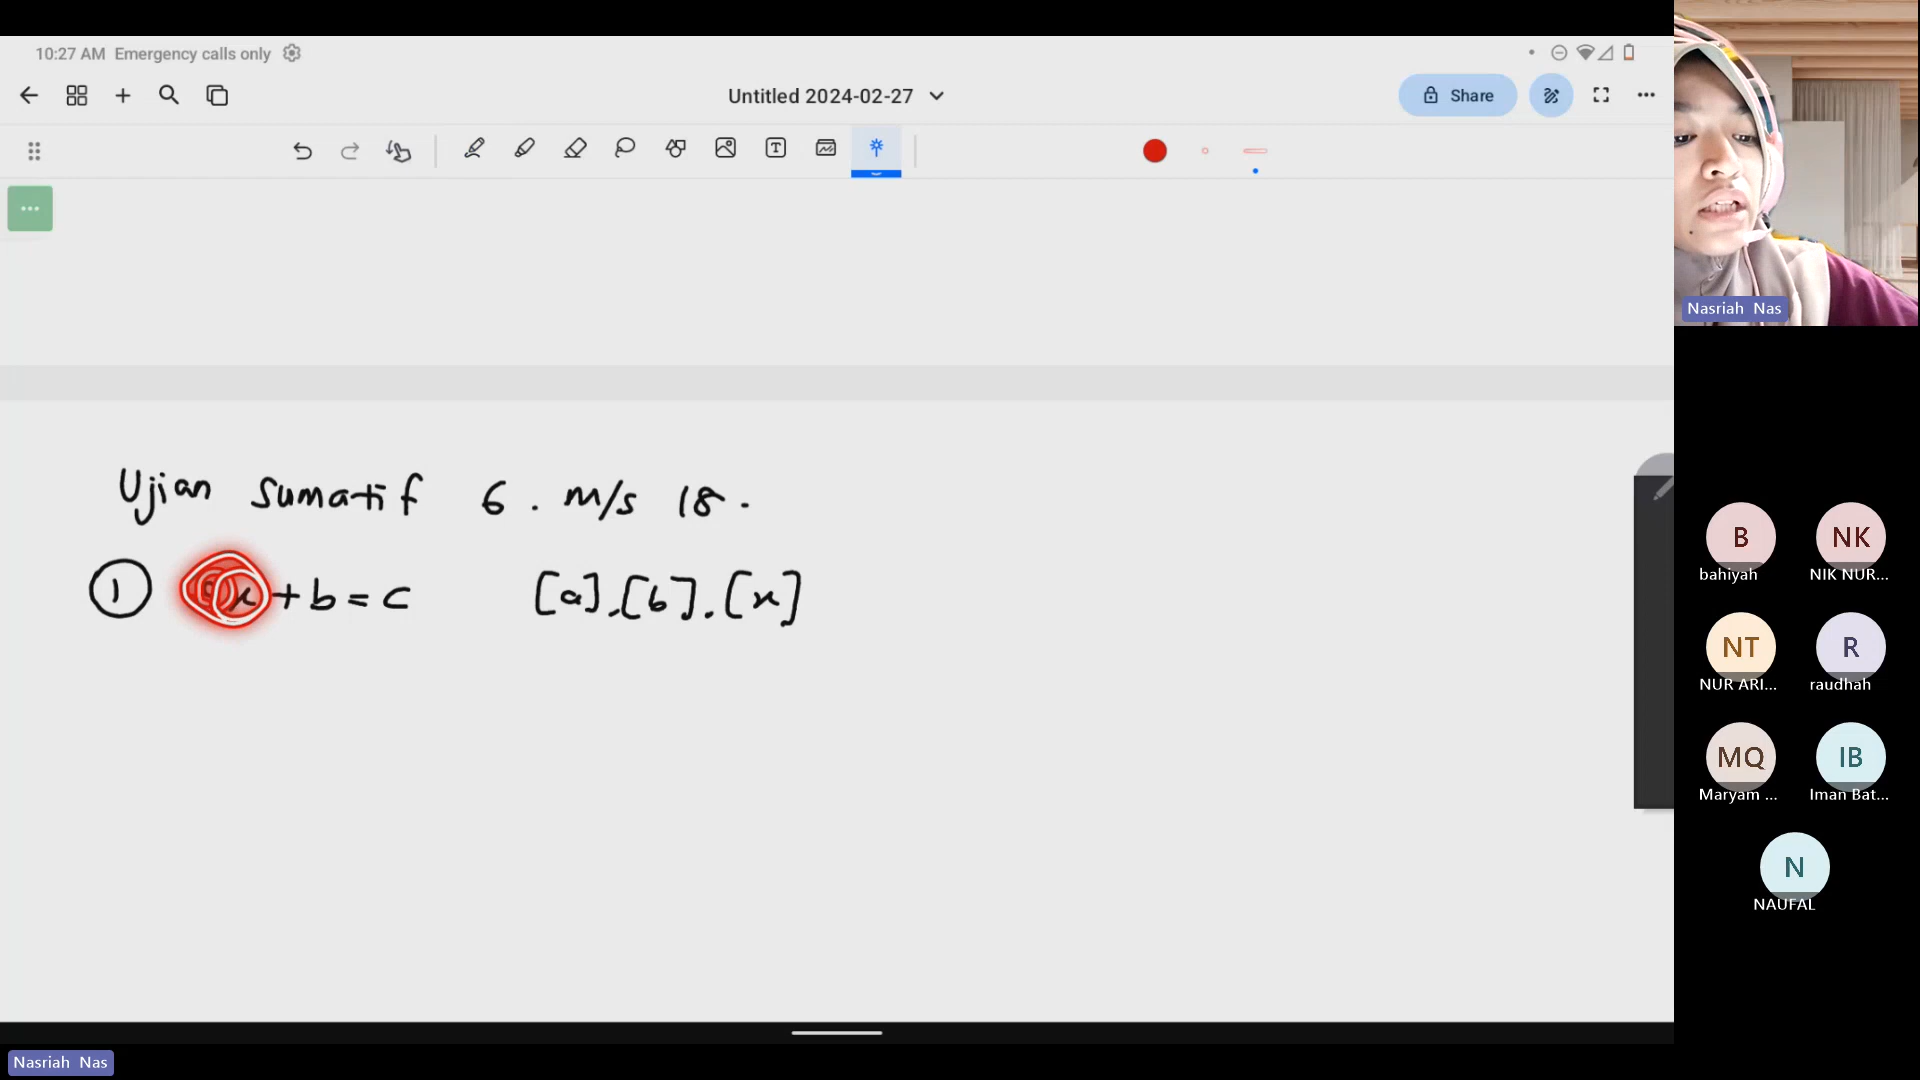 10:27 AM Emergency calls only
Untitled 2024-02-27
Share
T
Nasriah Nas
Ujian Sumatif 6 . m/s 18 .
1 x + b = c [a] . [b] . [x]
B NK
bahiyah NIK NUR...
NT R
NUR ARI... raudhah
MQ IB
Maryam ... Iman Bat...
N
NAUFAL
Nasriah Nas